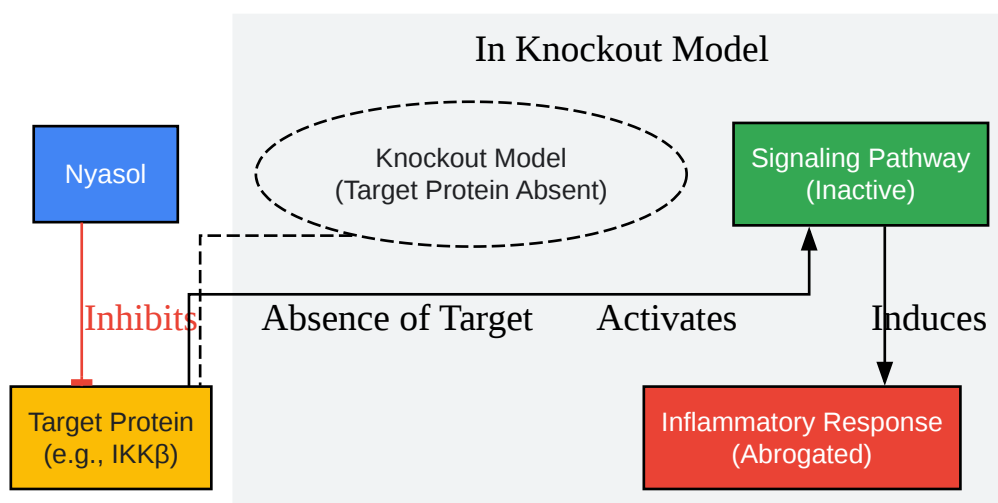 In Knockout Model
Nyasol
Knockout Model
(Target Protein Absent)
Signaling Pathway
(Inactive)
Inhibits
Absence of Target
Activates
Induces
Target Protein
(e.g., IKKβ)
Inflammatory Response
(Abrogated)